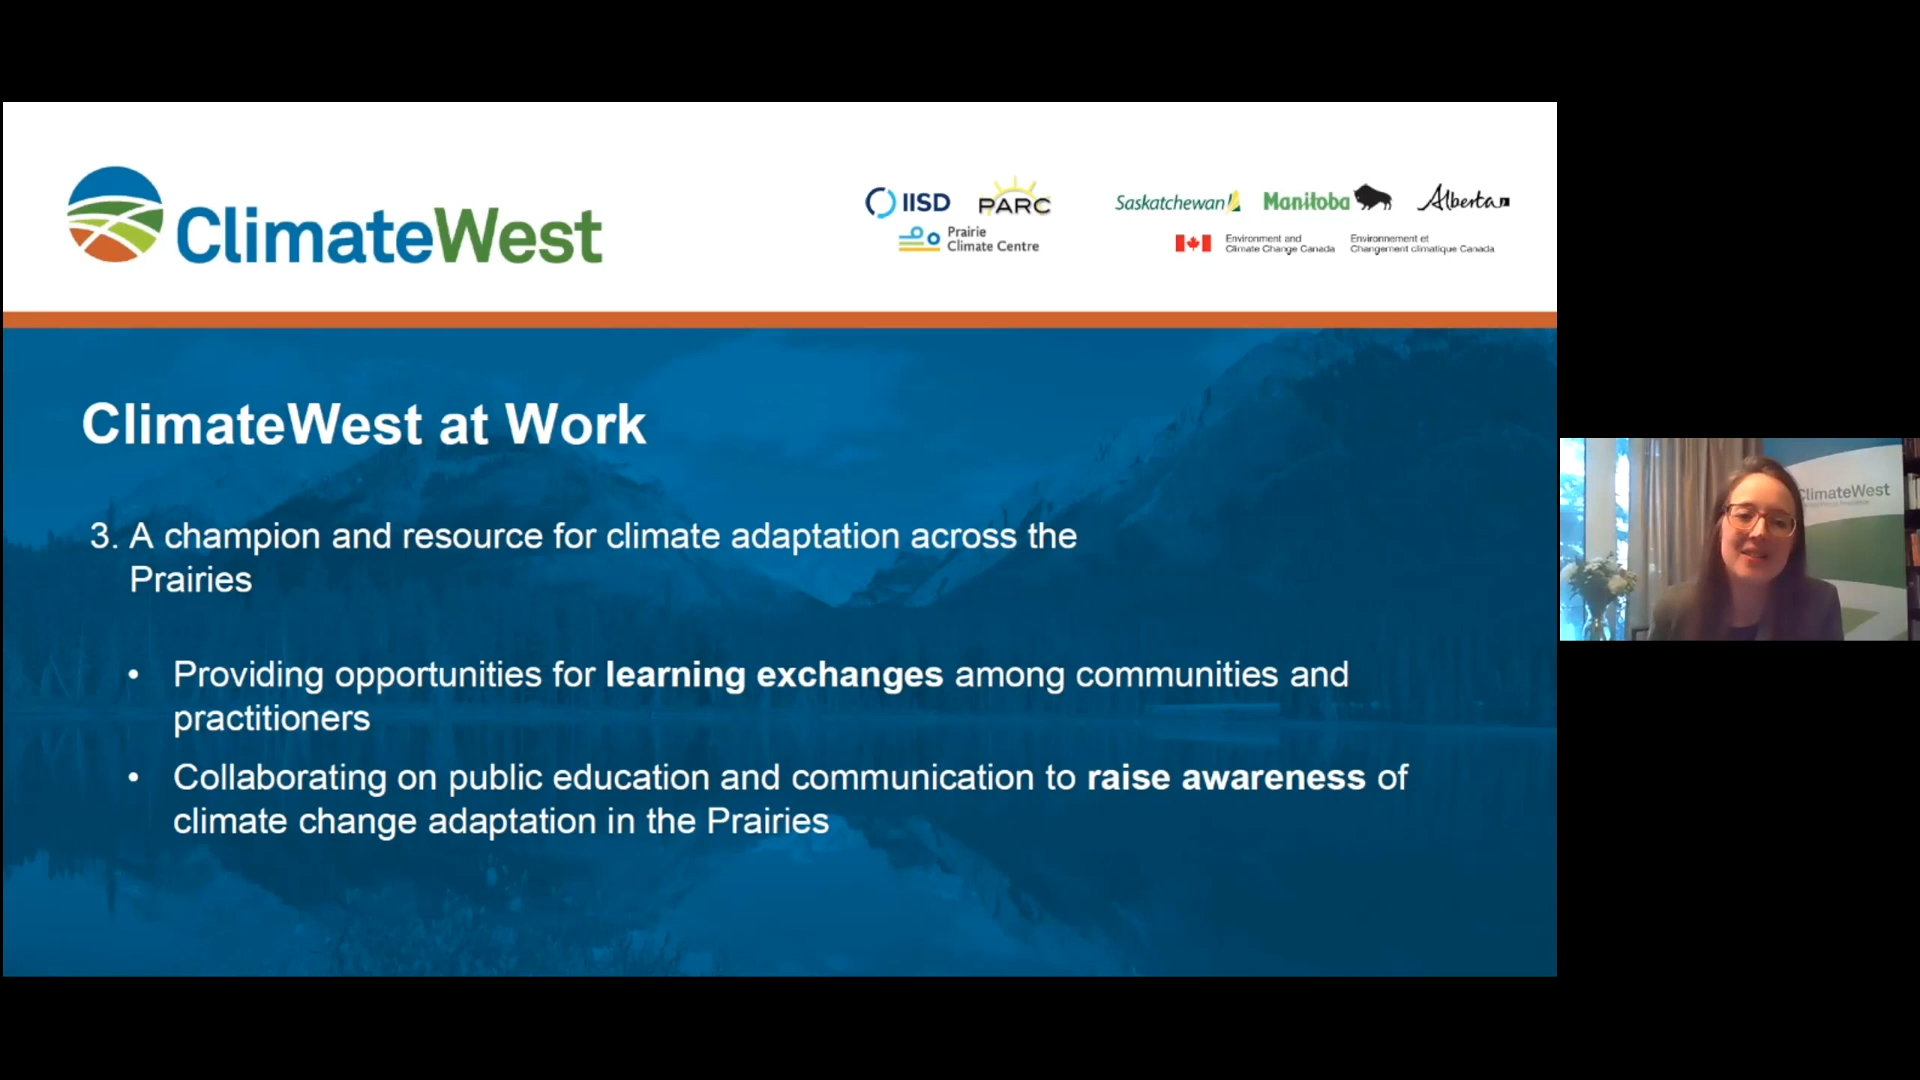 ClimateWest
IISD
PARC
Prairie
Climate Centre
Saskatchewan
Manitoba
Alberta
Environment and
Climate Change Canada
Environnement et
Changement climatique Canada
ClimateWest at Work
3. A champion and resource for climate adaptation across the
Prairies
• Providing opportunities for learning exchanges among communities and
practitioners
• Collaborating on public education and communication to raise awareness of
climate change adaptation in the Prairies
ClimateWest